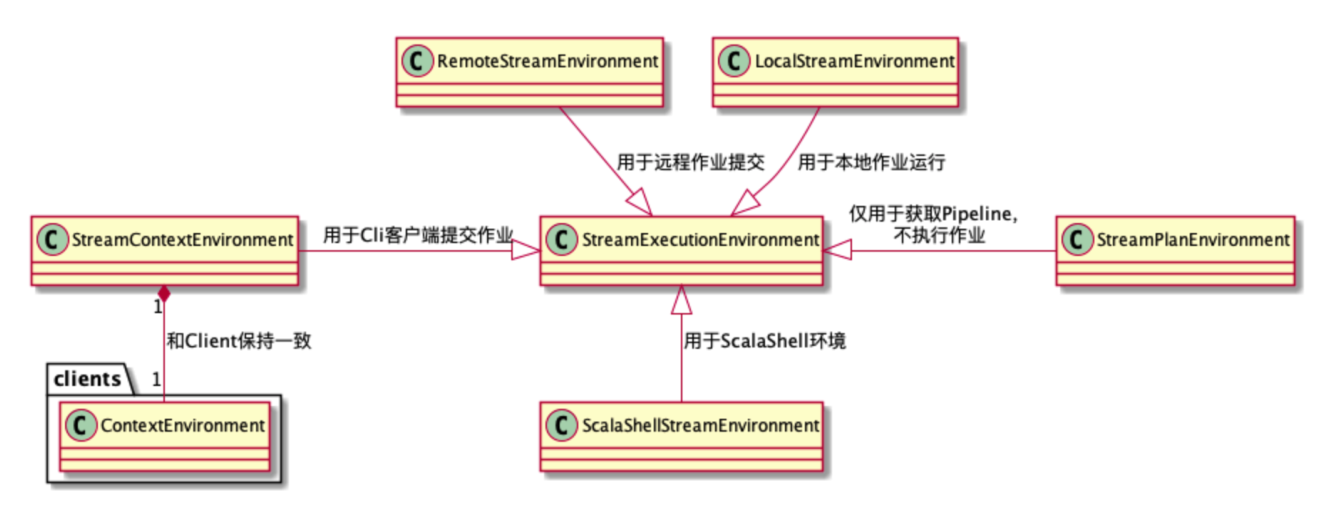 C RemoteStreamEnvironment
C LocalStreamEnvironment
用于远程作业提交
用于本地作业运行
C StreamContextEnvironment
用于Cli客户端提交作业
C StreamExecutionEnvironment
仅用于获取Pipeline，
不执行作业
C StreamPlanEnvironment
1
和Client保持一致
1
用于ScalaShell环境
clients
C ContextEnvironment
C ScalaShellStreamEnvironment